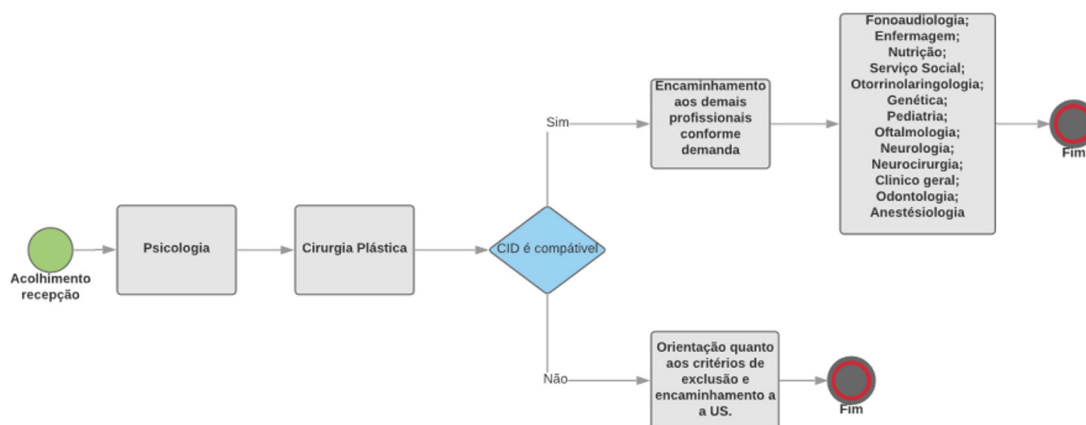 Acolhimento
recepção
Psicologia
Cirurgia Plástica
CID é compátivel
Sim
Encaminhamento
aos demais
profissionais
conforme
demanda
Fonoaudiologia;
Enfermagem;
Nutrição;
Serviço Social;
Otorrinolaringologia;
Genética;
Pediatria;
Oftalmologia;
Neurologia;
Neurocirurgia;
Clinico geral;
Odontologia;
Anestésiologia
Fim
Não
Orientação quanto
aos critérios de
exclusão e
encaminhamento a
a US.
Fim